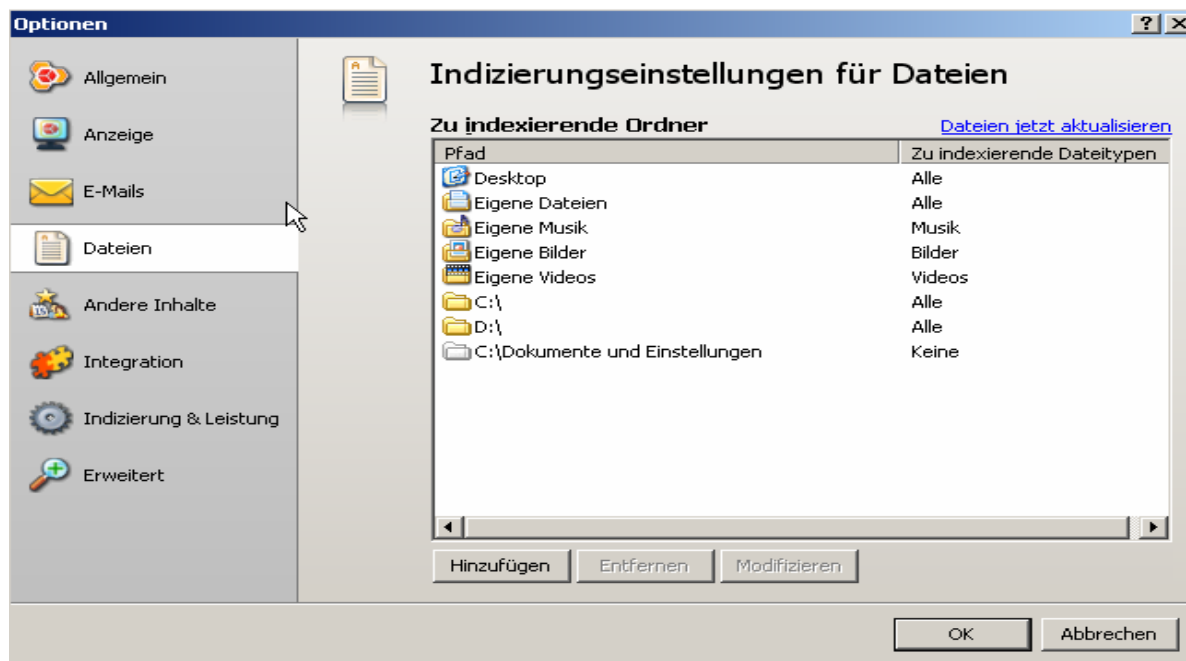 Optionen
Allgemein
Anzeige
E-Mails
Dateien
Andere Inhalte
Integration
Indizierung & Leistung
Erweitert
Indizierungseinstellungen für Dateien
Zu indexierende Ordner Dateien jetzt aktualisieren
Pfad Zu indexierende Dateitypen
Desktop Alle
Eigene Dateien Alle
Eigene Musik Musik
Eigene Bilder Bilder
Eigene Videos Videos
C:\ Alle
D:\ Alle
C:\Dokumente und Einstellungen Keine
Hinzufügen Entfernen Modifizieren
OK Abbrechen